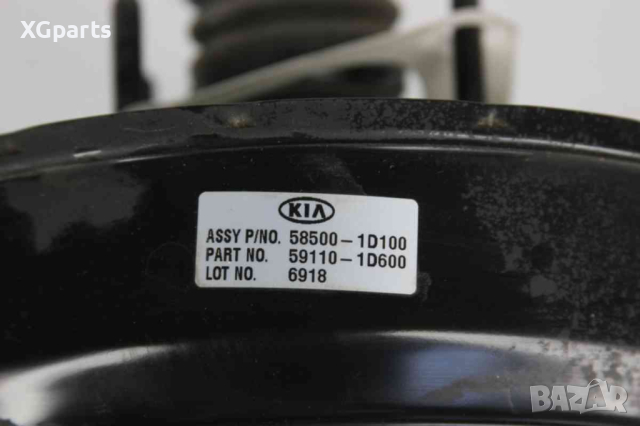 XGparts
KIA
ASSY P/NO. 58500-1D100
PART NO. 59110-1D600
LOT NO. 6918
BAZAR